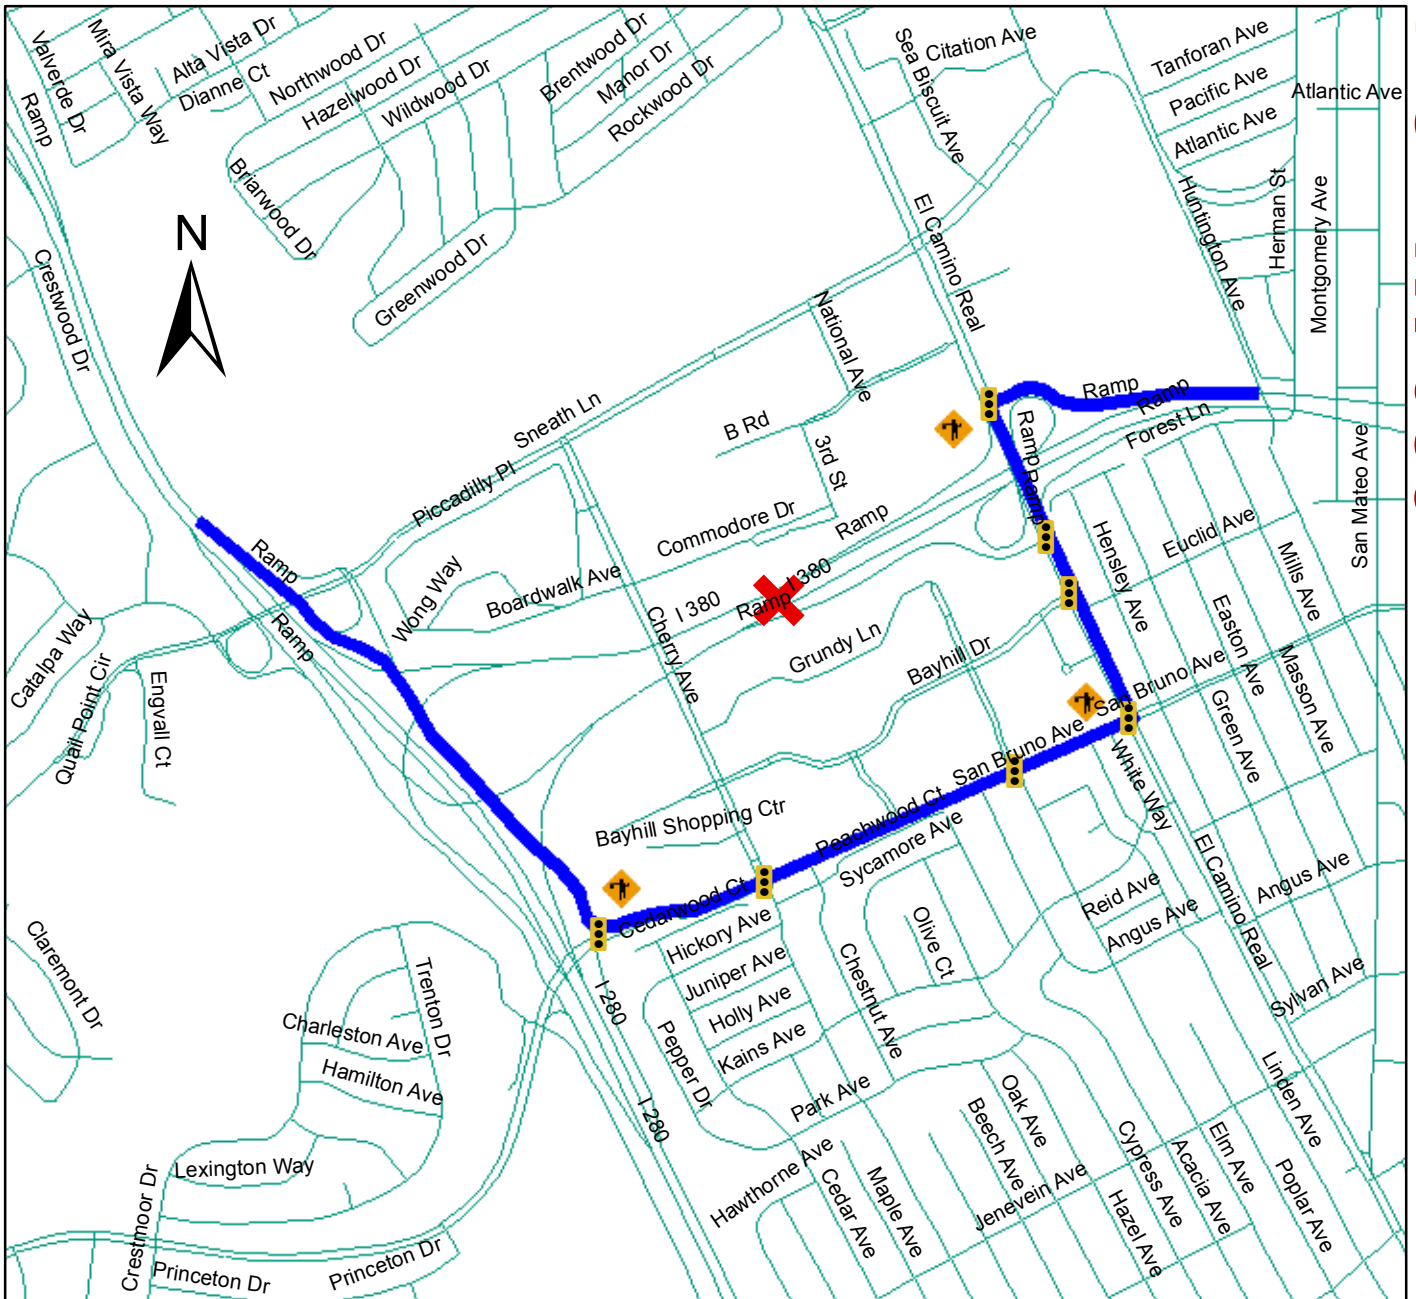 Valverde Dr
Mira Vista Way
Alta Vista Dr
Dianne Ct
Northwood Dr
Hazelwood Dr
Wildwood Dr
Brentwood Dr
Manor Dr
Rockwood Dr
Sea Biscuit Ave
Citation Ave
Tanforan Ave
Pacific Ave
Atlantic Ave
Atlantic Ave
Ramp
Briarwood Dr
Greenwood Dr
N
Crestwood Dr
El Camino Real
Huntington Ave
Herman St
Montgomery Ave
National Ave
Sneath Ln
B Rd
3rd St
Ramp
Ramp
Forest Ln
Ramp
Ramp
San Mateo Ave
Piccadilly Pl
Commodore Dr
Ramp
Euclid Ave
Hensley Ave
Mills Ave
Ramp
Wong Way
Boardwalk Ave
I 380
Ramp
I 380
Cherry Ave
Grundy Ln
Bayhill Dr
Easton Ave
Masson Ave
Green Ave
San Bruno Ave
San Bruno Ave
Catalpa Way
Quail Point Cir
Engvall Ct
Ramp
White Way
Bayhill Shopping Ctr
Peachwood Ct
Sycamore Ave
Cedarwood Ct
Hickory Ave
Juniper Ave
Holly Ave
Kains Ave
Olive Ct
Chestnut Ave
Reid Ave
Angus Ave
Angus Ave
El Camino Real
Sylvan Ave
Claremont Dr
Trenton Dr
Charleston Ave
Hamilton Ave
I 280
Pepper Dr
I 280
Park Ave
Hawthorne Ave
Cedar Ave
Maple Ave
Beech Ave
Oak Ave
Jenevein Ave
Cypress Ave
Hazel Ave
Acacia Ave
Elm Ave
Linden Ave
Poplar Ave
Lexington Way
Crestmoor Dr
Princeton Dr
Princeton Dr